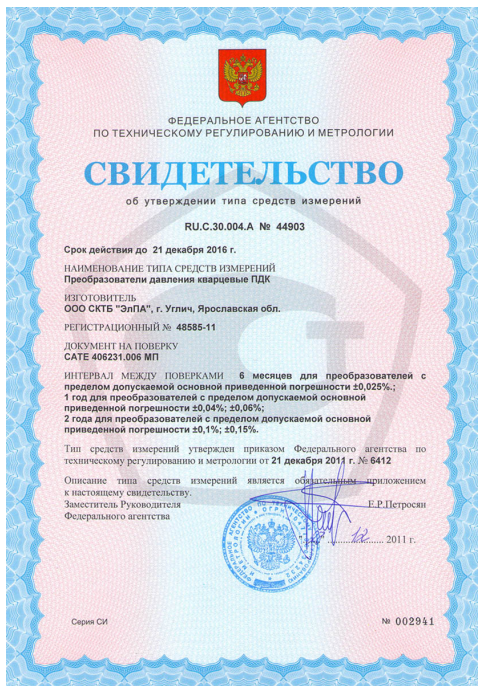 ФЕДЕРАЛЬНОЕ АГЕНТСТВО
ПО ТЕХНИЧЕСКОМУ РЕГУЛИРОВАНИЮ И МЕТРОЛОГИИ
СВИДЕТЕЛЬСТВО
об утверждении типа средств измерений
RU.C.30.004.A № 44903
Срок действия до 21 декабря 2016 г.
НАИМЕНОВАНИЕ ТИПА СРЕДСТВ ИЗМЕРЕНИЙ
Преобразователи давления кварцевые ПДК
ИЗГОТОВИТЕЛЬ
ООО СКТБ "ЭлПА", г. Углич, Ярославская обл.
РЕГИСТРАЦИОННЫЙ № 48585-11
ДОКУМЕНТ НА ПОВЕРКУ
САТЕ 406231.006 МП
ИНТЕРВАЛ МЕЖДУ ПОВЕРКАМИ 6 месяцев для преобразователей с
пределом допускаемой основной приведенной погрешности ±0,025%.;
1 год для преобразователей с пределом допускаемой основной
приведенной погрешности ±0,04%; ±0,06%;
2 года для преобразователей с пределом допускаемой основной
приведенной погрешности ±0,1%; ±0,15%.
Тип средств измерений утвержден приказом Федерального агентства по
техническому регулированию и метрологии от 21 декабря 2011 г. № 6412
Описание типа средств измерений является обязательным приложением
к настоящему свидетельству.
Заместитель Руководителя Е.Р.Петросян
Федерального агентства
12 2011 г.
Серия СИ № 002941